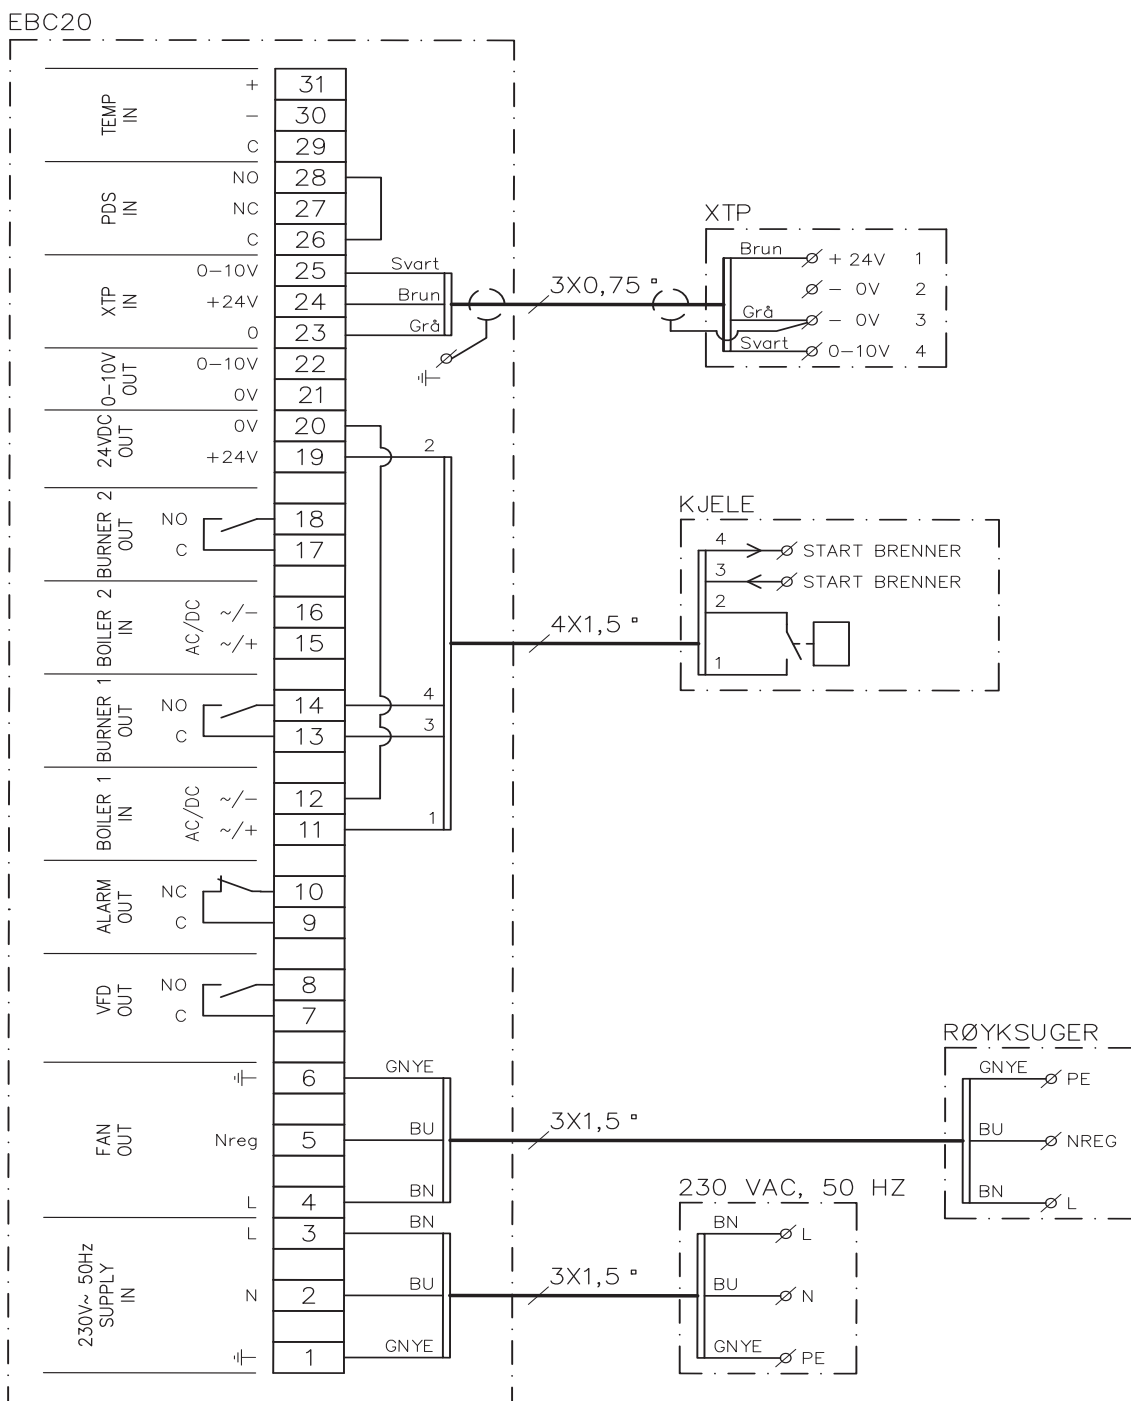 EBC20
TEMP
IN
+ 31
- 30
C 29
PDS
IN
NO 28
NC 27
C 26
XTP
IN
0-10V 25 Svart
+24V 24 Brun
0 23 Grå
3X0,75 ▫
XTP
Brun + 24V 1
- 0V 2
Grå - 0V 3
Svart 0-10V 4
0-10V
OUT
0-10V 22
0V 21
24VDC
OUT
0V 20
+24V 19 2
BURNER 2
OUT
NO 18
C 17
BOILER 2
IN
AC/DC
~/- 16
~/+ 15
4X1,5 ▫
KJELE
4 START BRENNER
3 START BRENNER
2
1
BURNER 1
OUT
NO 14 4
C 13 3
BOILER 1
IN
AC/DC
~/- 12
~/+ 11 1
ALARM
OUT
NC 10
C 9
VFD
OUT
NO 8
C 7
FAN
OUT
6 GNYE
Nreg 5 BU
L 4 BN
3X1,5 ▫
RØYKSUGER
GNYE PE
BU NREG
BN L
230V~ 50Hz
SUPPLY
IN
L 3 BN
N 2 BU
1 GNYE
3X1,5 ▫
230 VAC, 50 HZ
BN L
BU N
GNYE PE